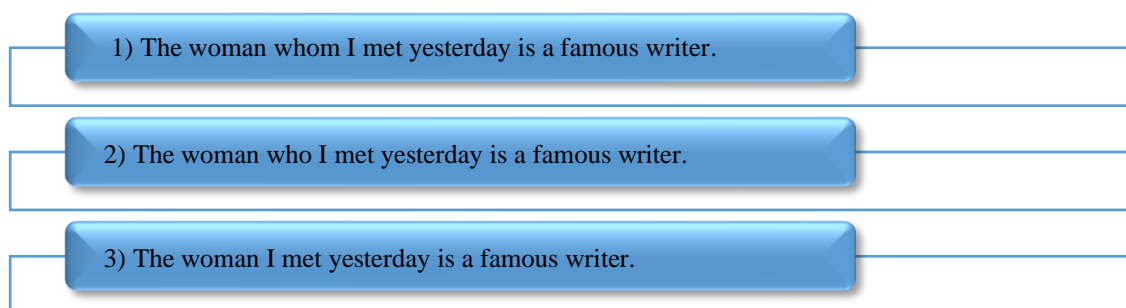 1) The woman whom I met yesterday is a famous writer.
2) The woman who I met yesterday is a famous writer.
3) The woman I met yesterday is a famous writer.